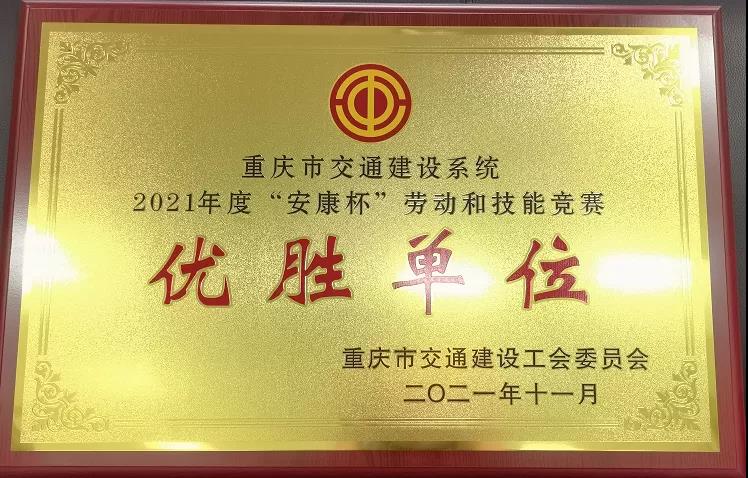 重庆市交通建设系统
2021年度“安康杯”劳动和技能竞赛
优胜单位
重庆市交通建设工会委员会
二〇二一年十一月